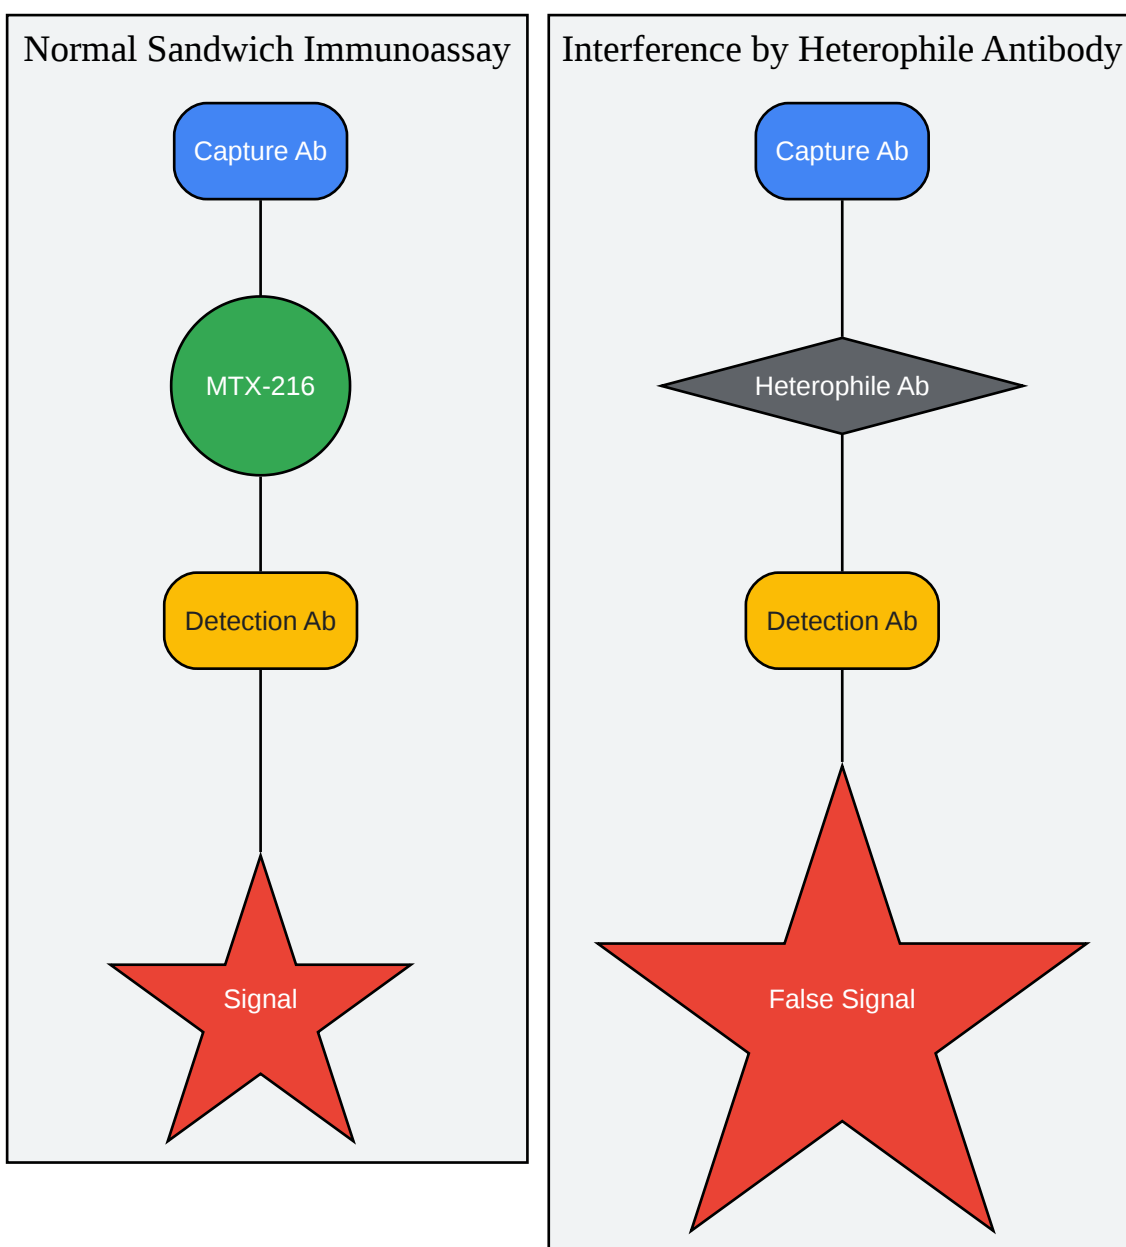 Normal Sandwich Immunoassay
Capture Ab
MTX-216
Detection Ab
Signal
Interference by Heterophile Antibody
Capture Ab
Heterophile Ab
Detection Ab
False Signal